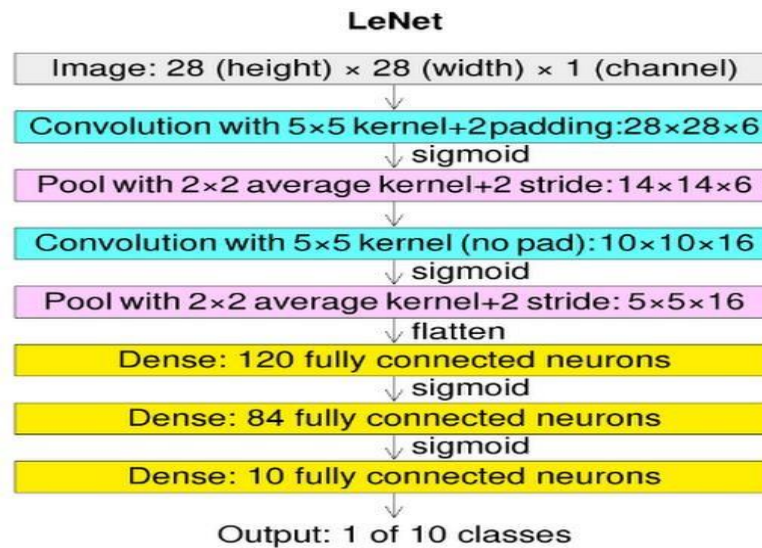 LeNet
Image: 28 (height) × 28 (width) × 1 (channel)
Convolution with 5×5 kernel+2padding:28×28×6
sigmoid
Pool with 2×2 average kernel+2 stride:14×14×6
Convolution with 5×5 kernel (no pad):10×10×16
sigmoid
Pool with 2×2 average kernel+2 stride: 5×5×16
flatten
Dense: 120 fully connected neurons
sigmoid
Dense: 84 fully connected neurons
sigmoid
Dense: 10 fully connected neurons
Output: 1 of 10 classes